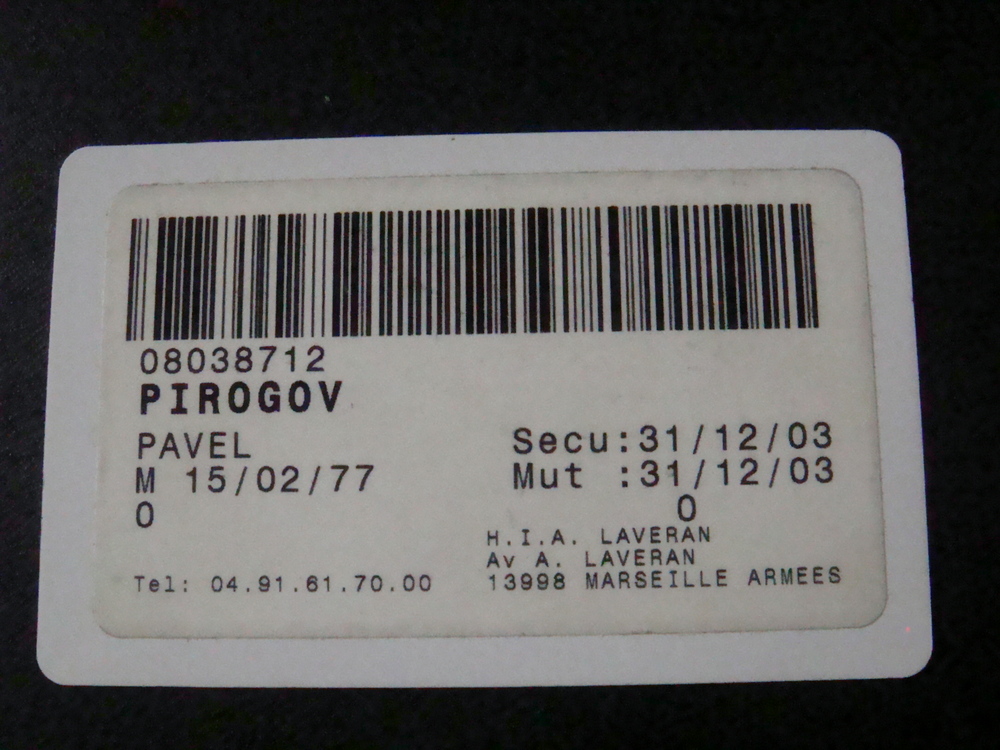 08038712
PIROGOV
PAVEL
M 15/02/77
0
Secu:31/12/03
Mut :31/12/03
0
H.I.A. LAVERAN
Av A. LAVERAN
13998 MARSEILLE ARMEES
Tel: 04.91.61.70.00